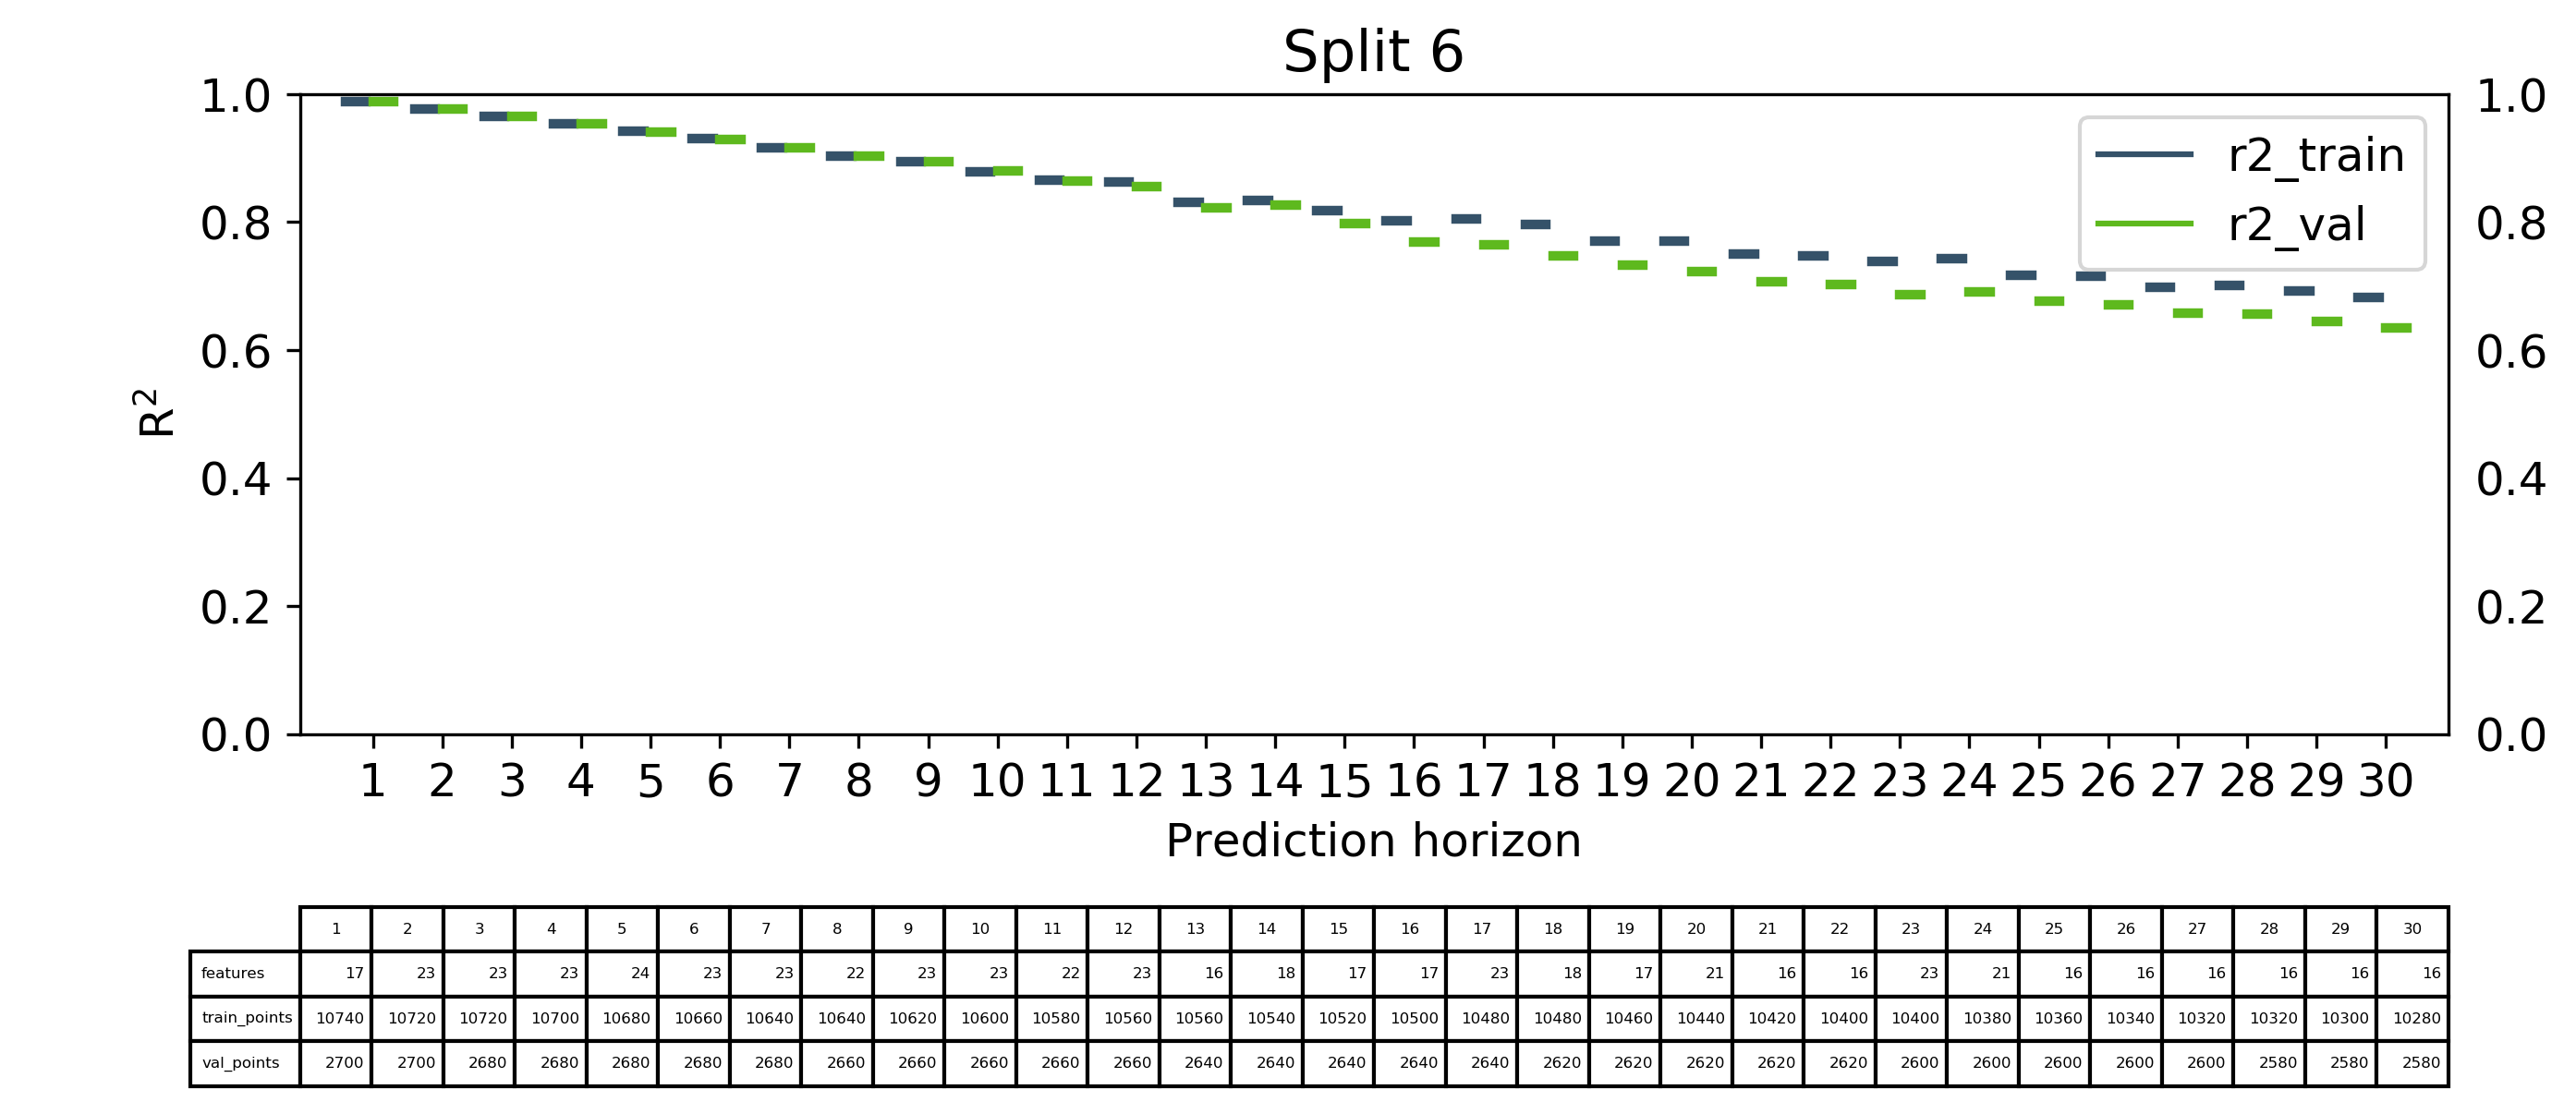 Split 6
1.0 1.0
r2_train
r2_val
0.8 0.8
0.6 0.6
R²
0.4 0.4
0.2 0.2
0.0 0.0
1 2 3 4 5 6 7 8 9 10 11 12 13 14 15 16 17 18 19 20 21 22 23 24 25 26 27 28 29 30
Prediction horizon
1 2 3 4 5 6 7 8 9 10 11 12 13 14 15 16 17 18 19 20 21 22 23 24 25 26 27 28 29 30
features 17 23 23 23 24 23 23 22 23 23 22 23 16 18 17 17 23 18 17 21 16 16 23 21 16 16 16 16 16 16
train_points 10740 10720 10720 10700 10680 10660 10640 10640 10620 10600 10580 10560 10560 10540 10520 10500 10480 10480 10460 10440 10420 10400 10400 10380 10360 10340 10320 10320 10300 10280
val_points 2700 2700 2680 2680 2680 2680 2680 2660 2660 2660 2660 2660 2640 2640 2640 2640 2640 2620 2620 2620 2620 2620 2600 2600 2600 2600 2600 2580 2580 2580